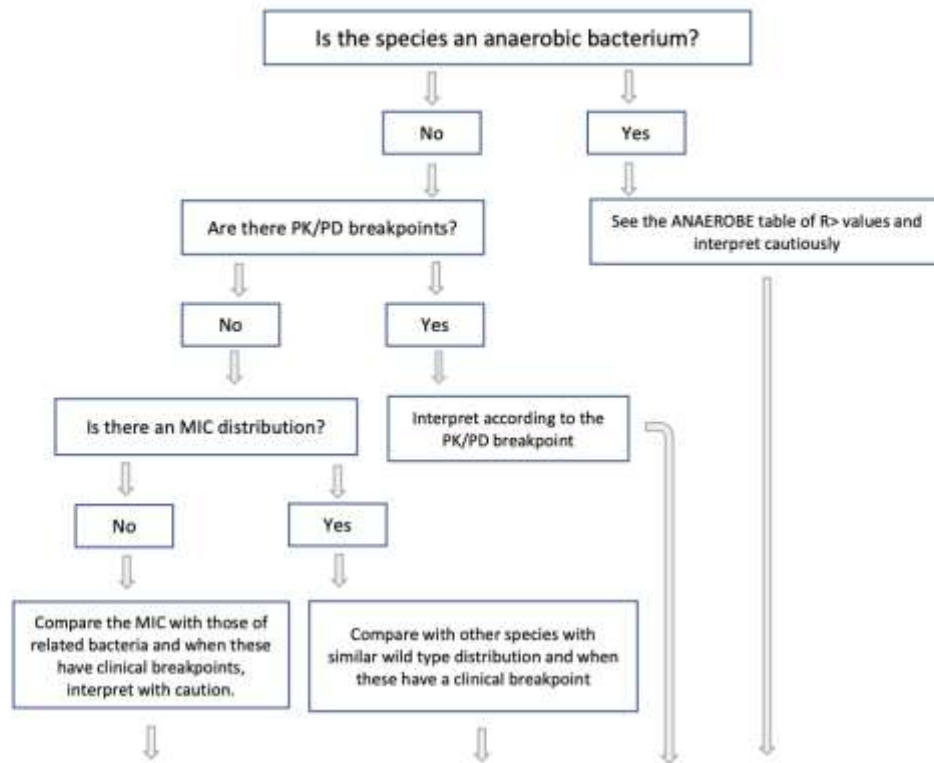 Is the species an anaerobic bacterium?
No
Yes
Are there PK/PD breakpoints?
See the ANAEROBE table of R> values and
interpret cautiously
No
Yes
Is there an MIC distribution?
Interpret according to the
PK/PD breakpoint
No
Yes
Compare the MIC with those of
related bacteria and when these
have clinical breakpoints,
interpret with caution.
Compare with other species with
similar wild type distribution and when
these have a clinical breakpoint